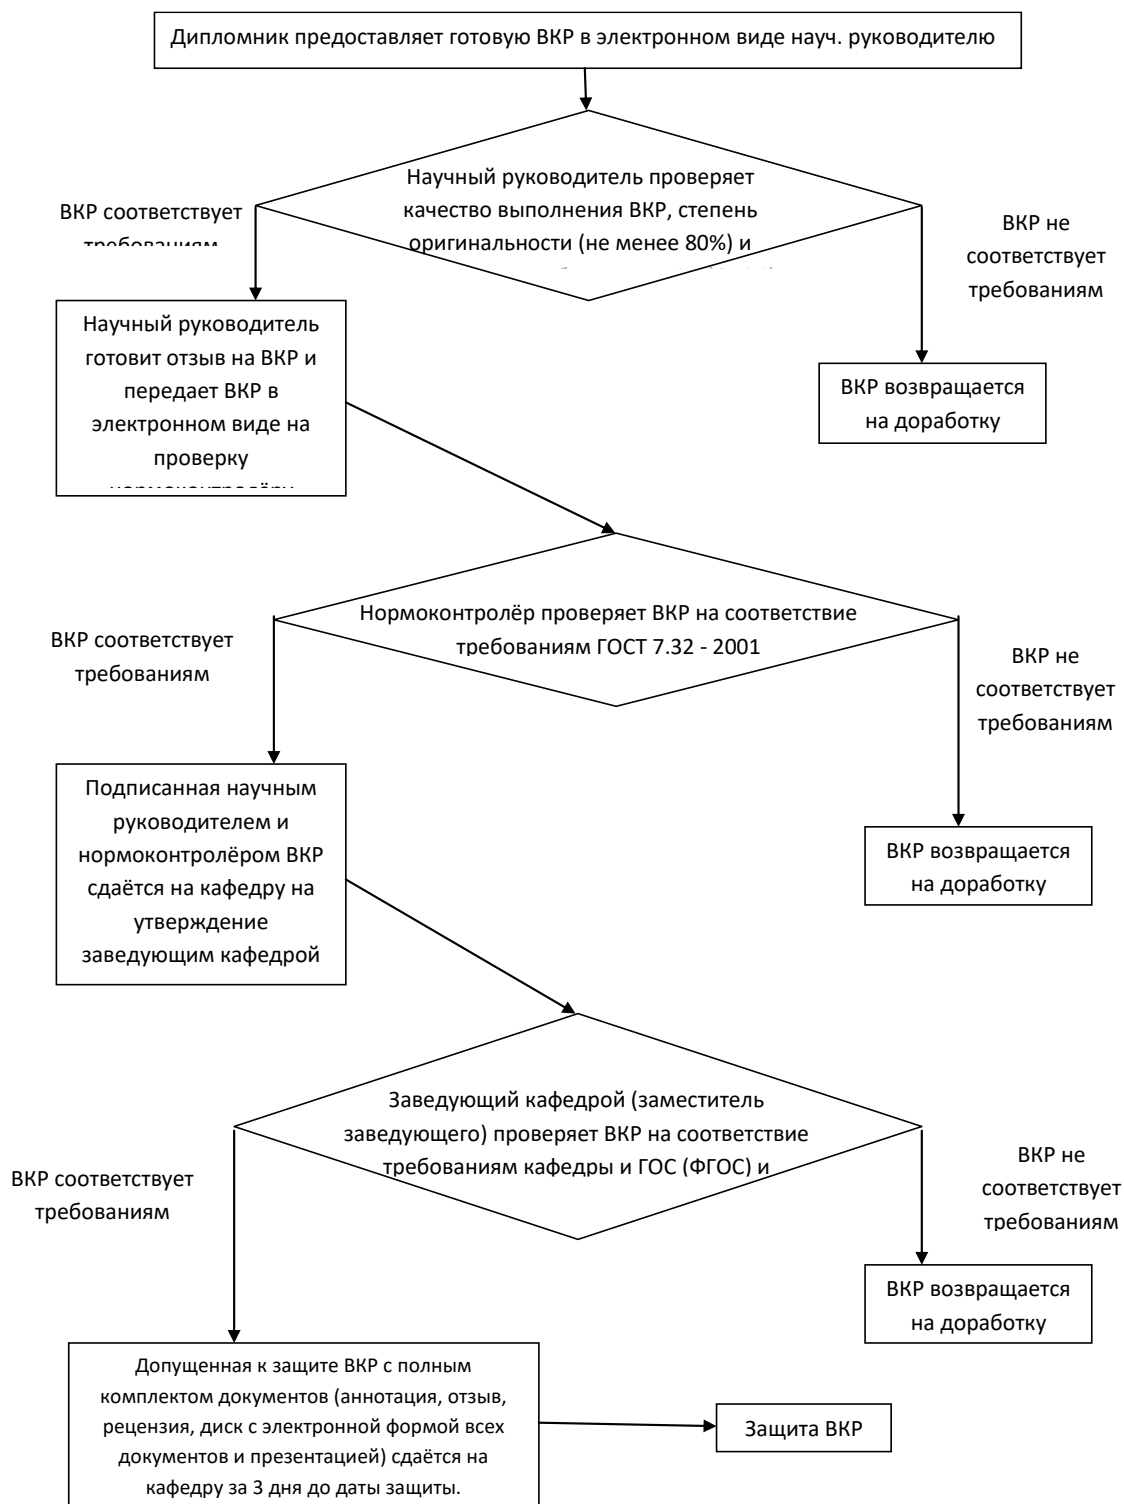 Дипломник предоставляет готовую ВКР в электронном виде науч. руководителю
Научный руководитель проверяет
качество выполнения ВКР, степень
оригинальности (не менее 80%) и
ВКР соответствует
требованиям
ВКР не
соответствует
требованиям
Научный руководитель
готовит отзыв на ВКР и
передает ВКР в
электронном виде на
проверку
нормоконтролёру
ВКР возвращается
на доработку
Нормоконтролёр проверяет ВКР на соответствие
требованиям ГОСТ 7.32 - 2001
ВКР соответствует
требованиям
ВКР не
соответствует
требованиям
Подписанная научным
руководителем и
нормоконтролёром ВКР
сдаётся на кафедру на
утверждение
заведующим кафедрой
ВКР возвращается
на доработку
Заведующий кафедрой (заместитель
заведующего) проверяет ВКР на соответствие
требованиям кафедры и ГОС (ФГОС) и
ВКР соответствует
требованиям
ВКР не
соответствует
требованиям
ВКР возвращается
на доработку
Допущенная к защите ВКР с полным
комплектом документов (аннотация, отзыв,
рецензия, диск с электронной формой всех
документов и презентацией) сдаётся на
кафедру за 3 дня до даты защиты.
Защита ВКР